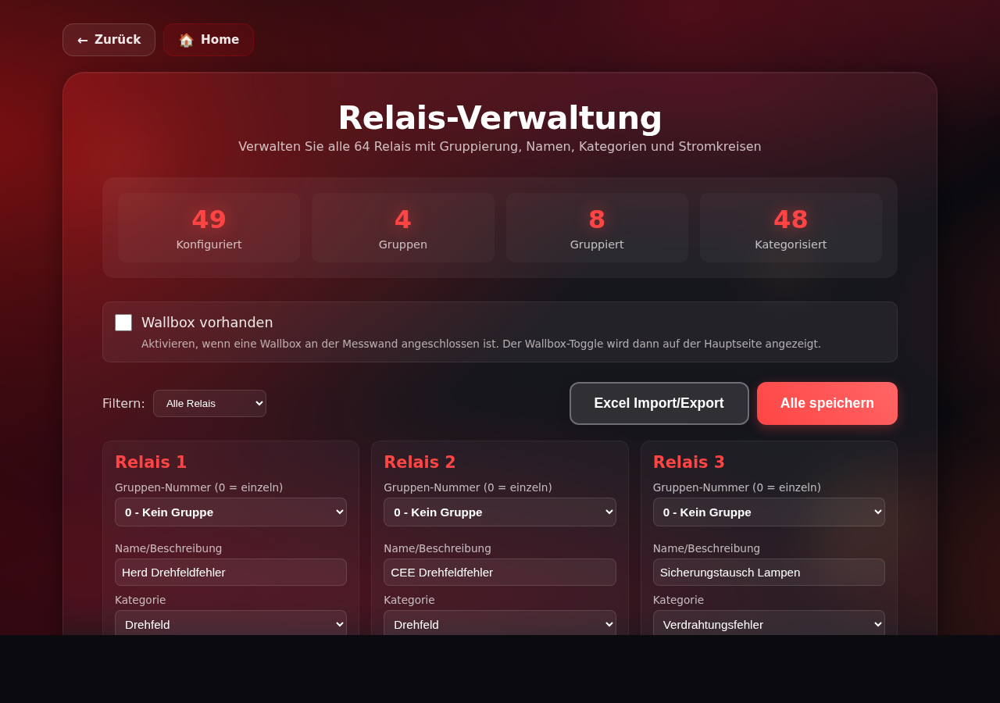 ← Zurück
🏠 Home
Relais-Verwaltung
Verwalten Sie alle 64 Relais mit Gruppierung, Namen, Kategorien und Stromkreisen
49
Konfiguriert
4
Gruppen
8
Gruppiert
48
Kategorisiert
Wallbox vorhanden
Aktivieren, wenn eine Wallbox an der Messwand angeschlossen ist. Der Wallbox-Toggle wird dann auf der Hauptseite angezeigt.
Filtern: Alle Relais
Excel Import/Export
Alle speichern
Relais 1
Gruppen-Nummer (0 = einzeln)
0 - Kein Gruppe
Name/Beschreibung
Herd Drehfeldfehler
Kategorie
Drehfeld
Relais 2
Gruppen-Nummer (0 = einzeln)
0 - Kein Gruppe
Name/Beschreibung
CEE Drehfeldfehler
Kategorie
Drehfeld
Relais 3
Gruppen-Nummer (0 = einzeln)
0 - Kein Gruppe
Name/Beschreibung
Sicherungstausch Lampen
Kategorie
Verdrahtungsfehler